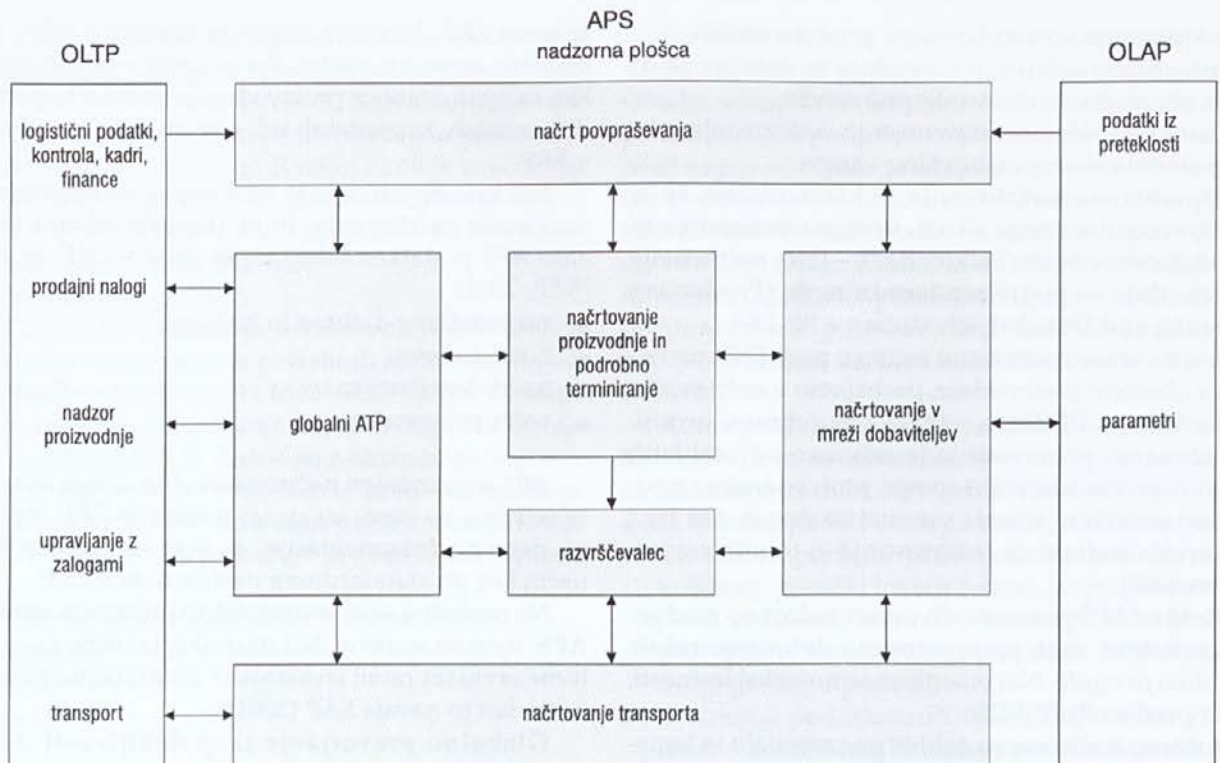 APS
nadzorna plošča
OLTP
OLAP
logistični podatki,
kontrola, kadri,
finance
načrt povpraševanja
podatki iz
preteklosti
prodajni nalogi
načrtovanje
proizvodnje in
podrobno
terminiranje
nadzor
proizvodnje
globalni ATP
načrtovanje v
mreži dobaviteljev
parametri
upravljanje z
zalogami
razvrščevalec
transport
načrtovanje transporta